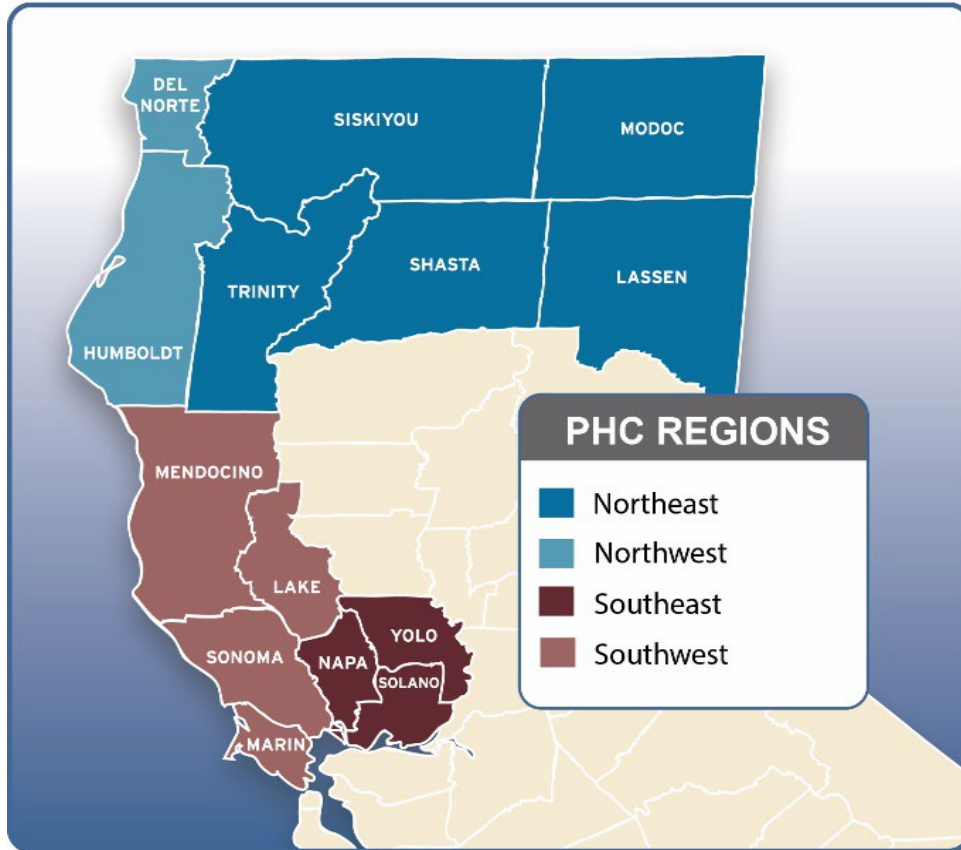 DEL
NORTE
SISKIYOU
MODOC
SHASTA
LASSEN
TRINITY
HUMBOLDT
PHC REGIONS
Northeast
Northwest
Southeast
Southwest
MENDOCINO
LAKE
YOLO
SONOMA
NAPA
SOLANO
MARIN